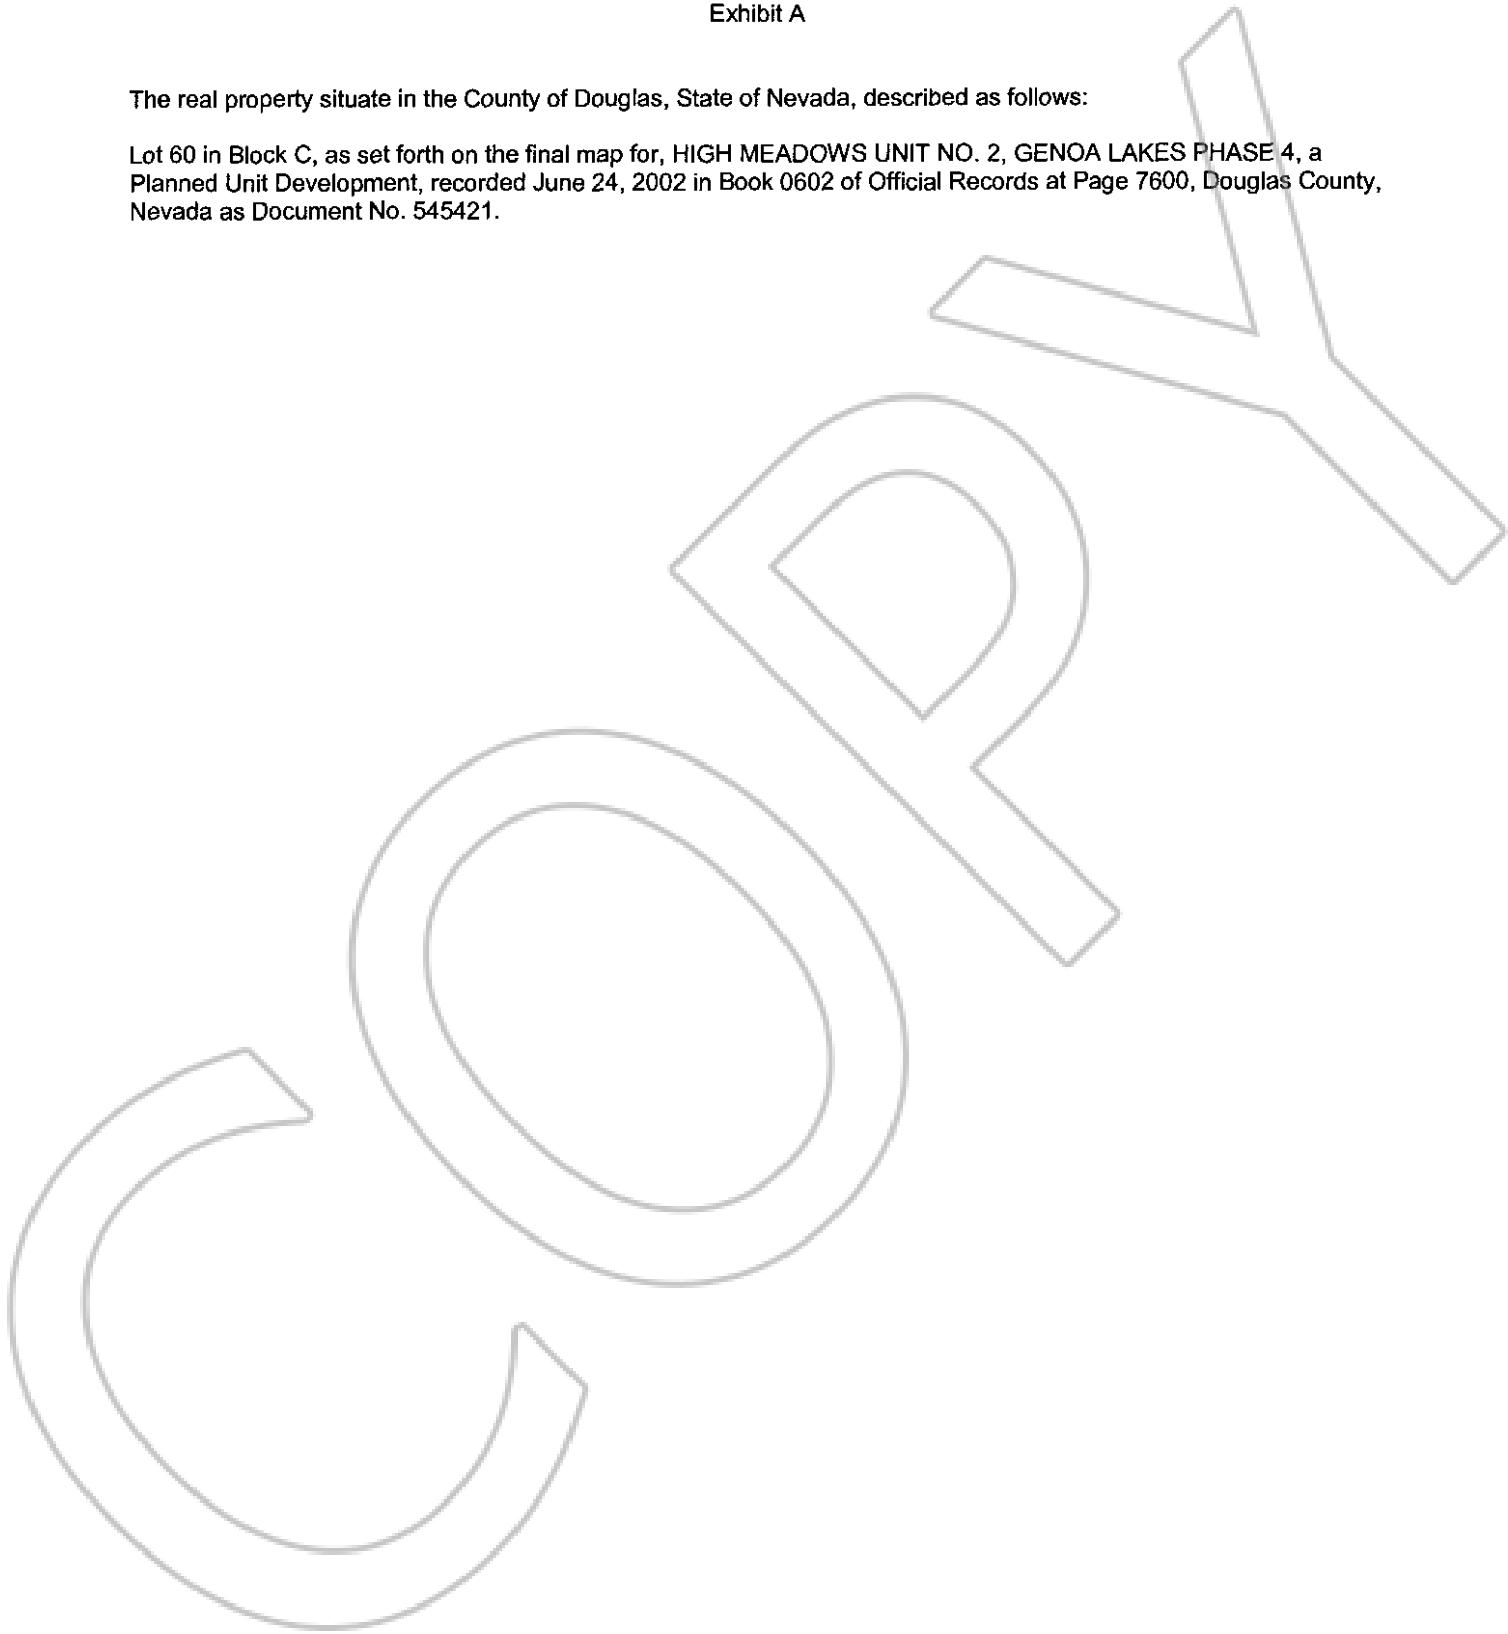 Exhibit A
The real property situate in the County of Douglas, State of Nevada, described as follows:
Lot 60 in Block C, as set forth on the final map for, HIGH MEADOWS UNIT NO. 2, GENOA LAKES PHASE 4, a
Planned Unit Development, recorded June 24, 2002 in Book 0602 of Official Records at Page 7600, Douglas County,
Nevada as Document No. 545421.
COPY